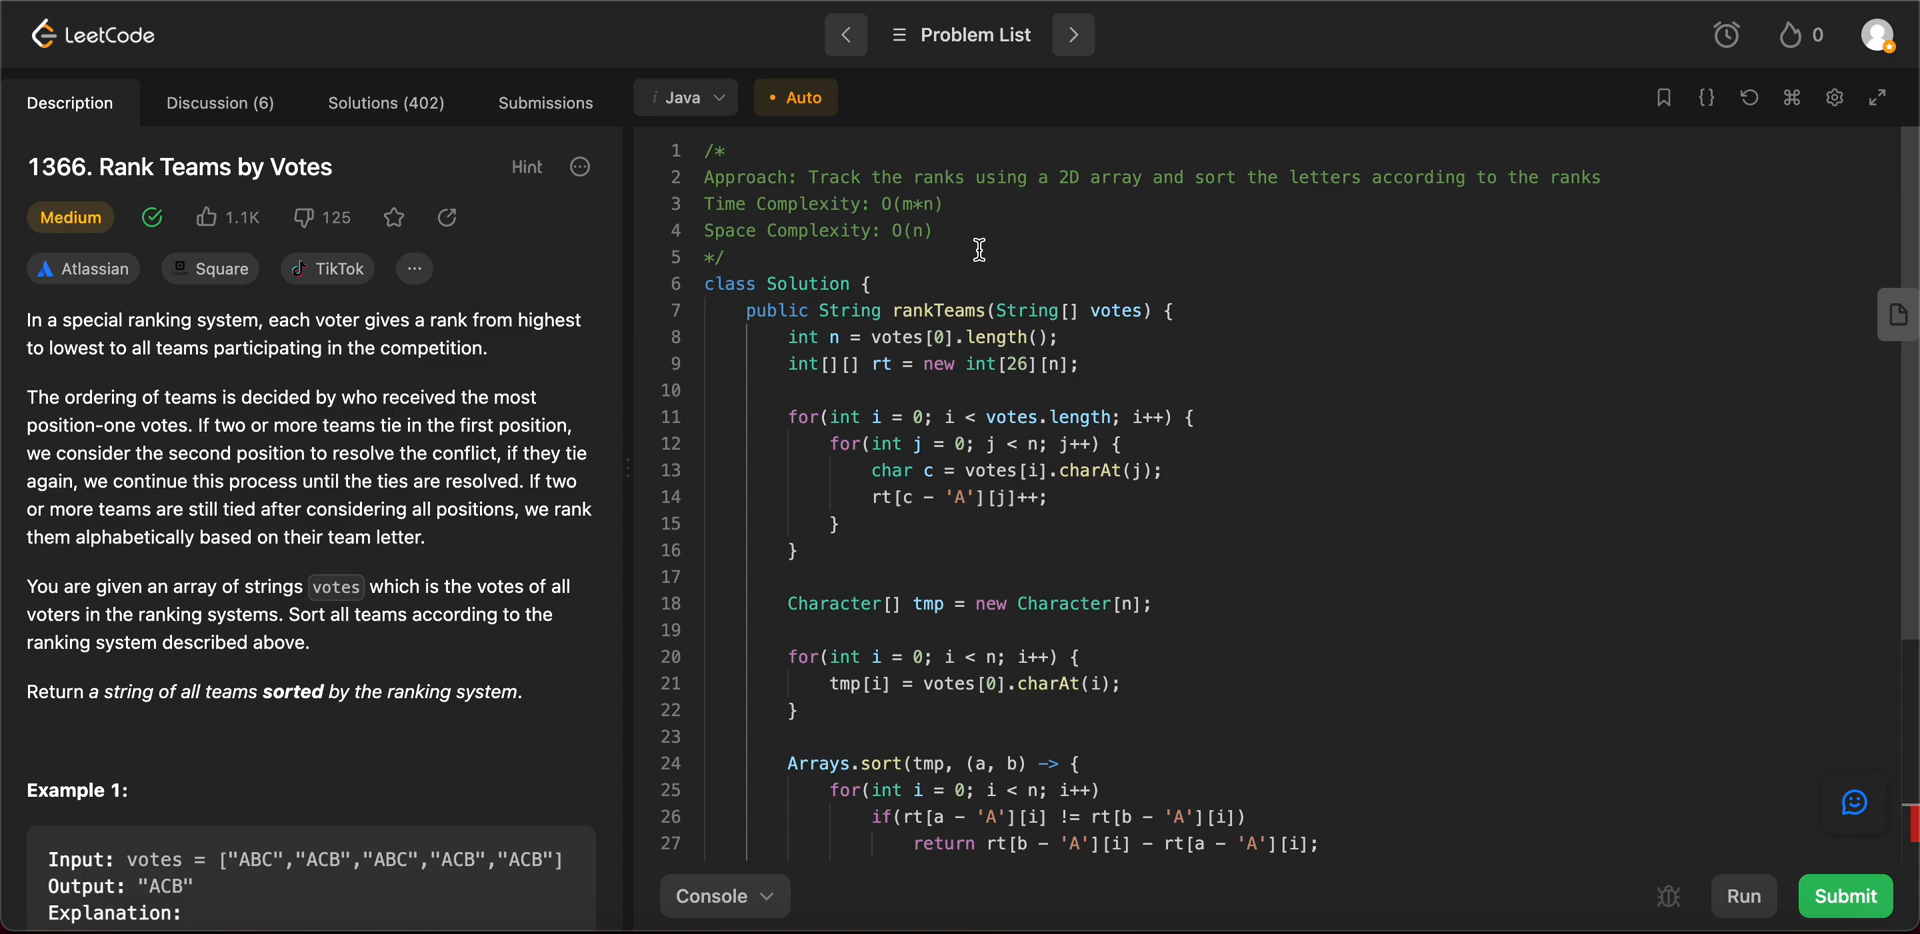 LeetCode
Problem List
0
Description
Discussion (6)
Solutions (402)
Submissions
i Java
• Auto
1366. Rank Teams by Votes
Hint
Medium
1.1K
125
Atlassian
Square
TikTok
In a special ranking system, each voter gives a rank from highest
to lowest to all teams participating in the competition.
The ordering of teams is decided by who received the most
position-one votes. If two or more teams tie in the first position,
we consider the second position to resolve the conflict, if they tie
again, we continue this process until the ties are resolved. If two
or more teams are still tied after considering all positions, we rank
them alphabetically based on their team letter.
You are given an array of strings votes which is the votes of all
voters in the ranking systems. Sort all teams according to the
ranking system described above.
Return a string of all teams sorted by the ranking system.
Example 1:
Input: votes = ["ABC","ACB","ABC","ACB","ACB"]
Output: "ACB"
Explanation:
1 /*
2 Approach: Track the ranks using a 2D array and sort the letters according to the ranks
3 Time Complexity: O(m*n)
4 Space Complexity: O(n)
5 */
6 class Solution {
7 public String rankTeams(String[] votes) {
8 int n = votes[0].length();
9 int[][] rt = new int[26][n];
10
11 for(int i = 0; i < votes.length; i++) {
12 for(int j = 0; j < n; j++) {
13 char c = votes[i].charAt(j);
14 rt[c - 'A'][j]++;
15 }
16 }
17
18 Character[] tmp = new Character[n];
19
20 for(int i = 0; i < n; i++) {
21 tmp[i] = votes[0].charAt(i);
22 }
23
24 Arrays.sort(tmp, (a, b) -> {
25 for(int i = 0; i < n; i++)
26 if(rt[a - 'A'][i] != rt[b - 'A'][i])
27 return rt[b - 'A'][i] - rt[a - 'A'][i];
Console
Run
Submit